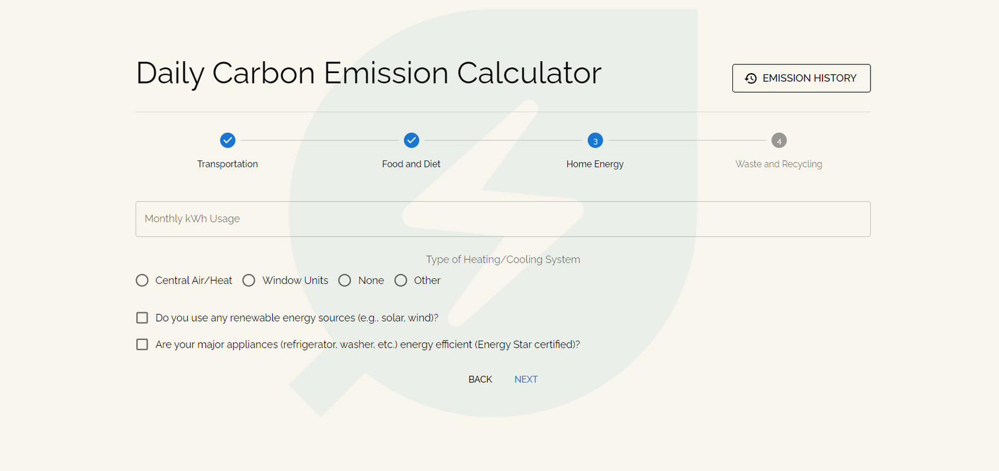 Daily Carbon Emission Calculator
EMISSION HISTORY
3
4
Transportation
Food and Diet
Home Energy
Waste and Recycling
Monthly kWh Usage
Type of Heating/Cooling System
Central Air/Heat Window Units None Other
Do you use any renewable energy sources (e.g., solar, wind)?
Are your major appliances (refrigerator, washer, etc.) energy efficient (Energy Star certified)?
BACK NEXT